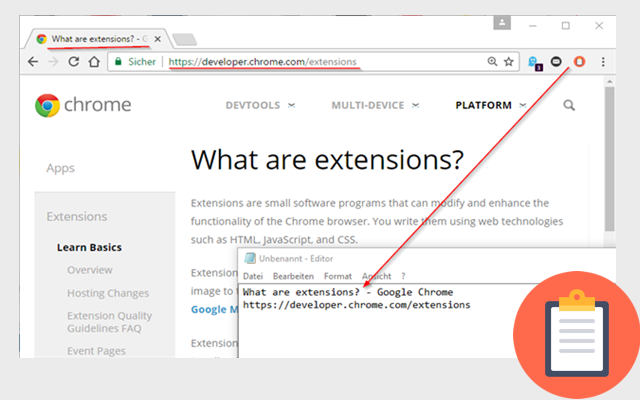 What are extensions? - G
Sicher https://developer.chrome.com/extensions
3
chrome
DEVTOOLS MULTI-DEVICE PLATFORM
Apps
Extensions
Learn Basics
Overview
Hosting Changes
Extension Quality
Guidelines FAQ
Event Pages
What are extensions?
Extensions are small software programs that can modify and enhance the
functionality of the Chrome browser. You write them using web technologies
such as HTML, JavaScript, and CSS.
Extension
image to t
Google M
Extension
Unbenannt - Editor
Datei Bearbeiten Format Ansicht ?
What are extensions? - Google Chrome
https://developer.chrome.com/extensions